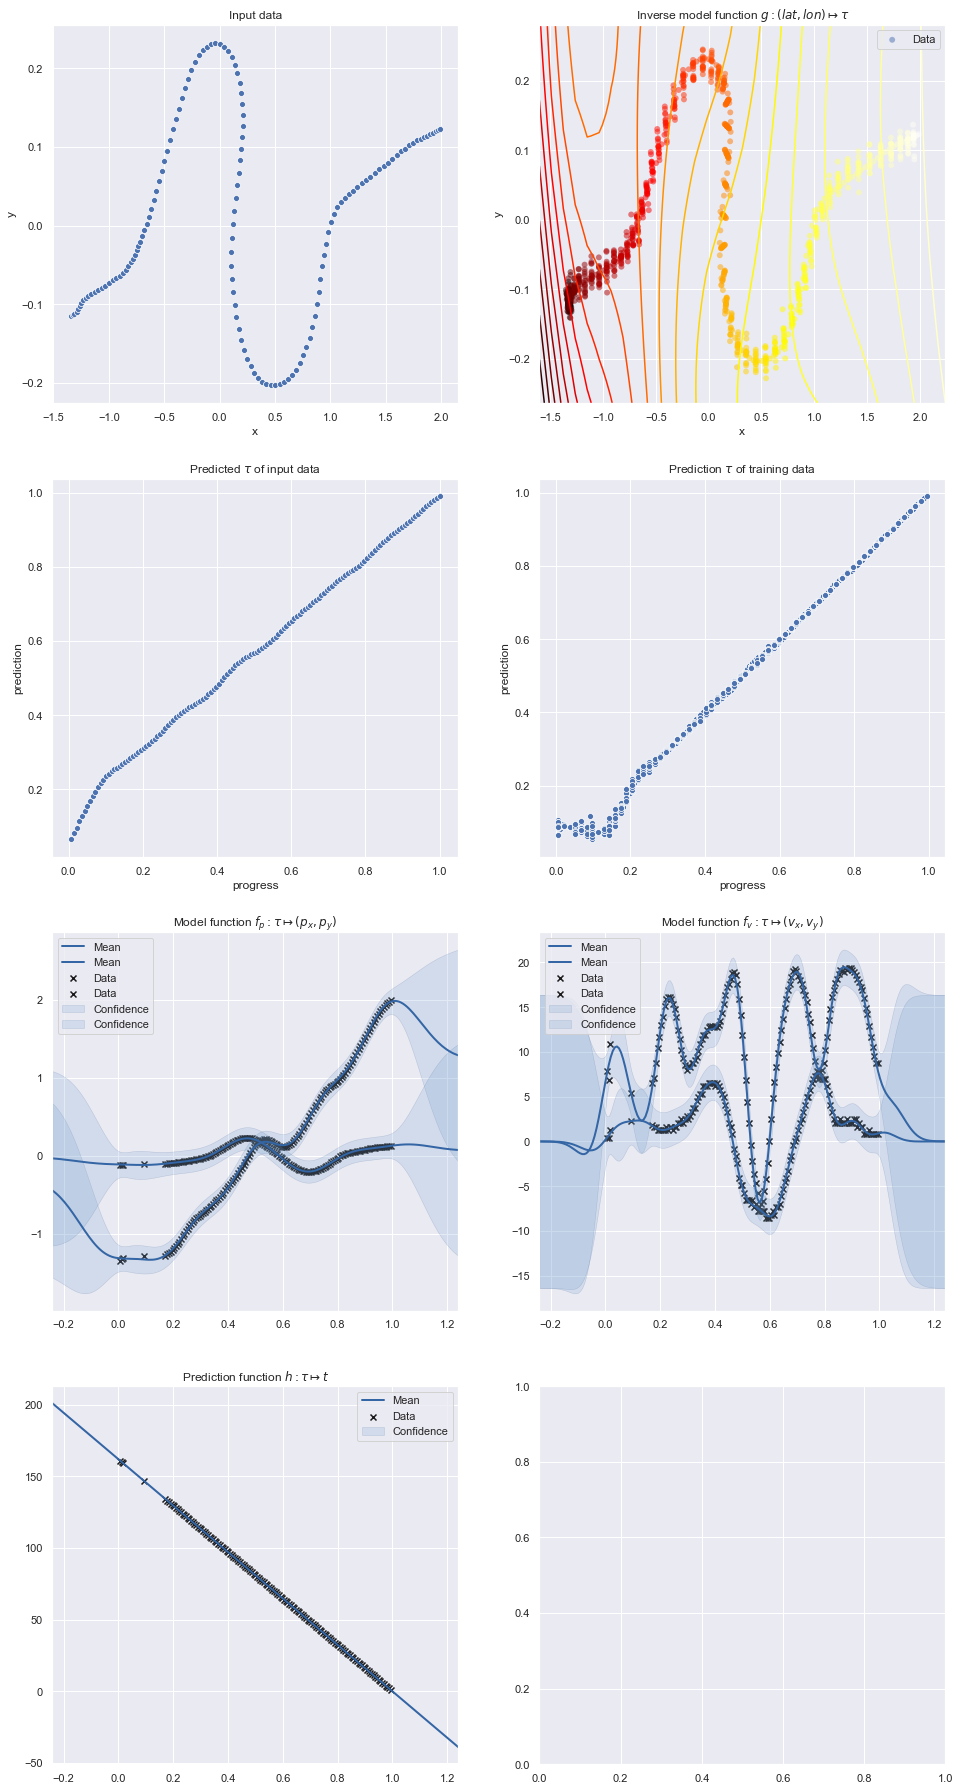 Input data
0.2
0.1
0.0
−0.1
−0.2
y
−1.5 −1.0 −0.5 0.0 0.5 1.0 1.5 2.0
x
Inverse model function g : (lat, lon) ↦ τ
Data
0.2
0.1
0.0
−0.1
−0.2
y
−1.5 −1.0 −0.5 0.0 0.5 1.0 1.5 2.0
x
Predicted τ of input data
1.0
0.8
0.6
0.4
0.2
prediction
0.0 0.2 0.4 0.6 0.8 1.0
progress
Prediction τ of training data
1.0
0.8
0.6
0.4
0.2
prediction
0.0 0.2 0.4 0.6 0.8 1.0
progress
Model function f_p : τ ↦ (p_x, p_y)
Mean
Mean
Data
Data
Confidence
Confidence
2
1
0
−1
−0.2 0.0 0.2 0.4 0.6 0.8 1.0 1.2
Model function f_v : τ ↦ (v_x, v_y)
Mean
Mean
Data
Data
Confidence
Confidence
20
15
10
5
0
−5
−10
−15
−0.2 0.0 0.2 0.4 0.6 0.8 1.0 1.2
Prediction function h : τ ↦ t
Mean
Data
Confidence
200
150
100
50
0
−50
−0.2 0.0 0.2 0.4 0.6 0.8 1.0 1.2
1.0
0.8
0.6
0.4
0.2
0.0
0.0 0.2 0.4 0.6 0.8 1.0